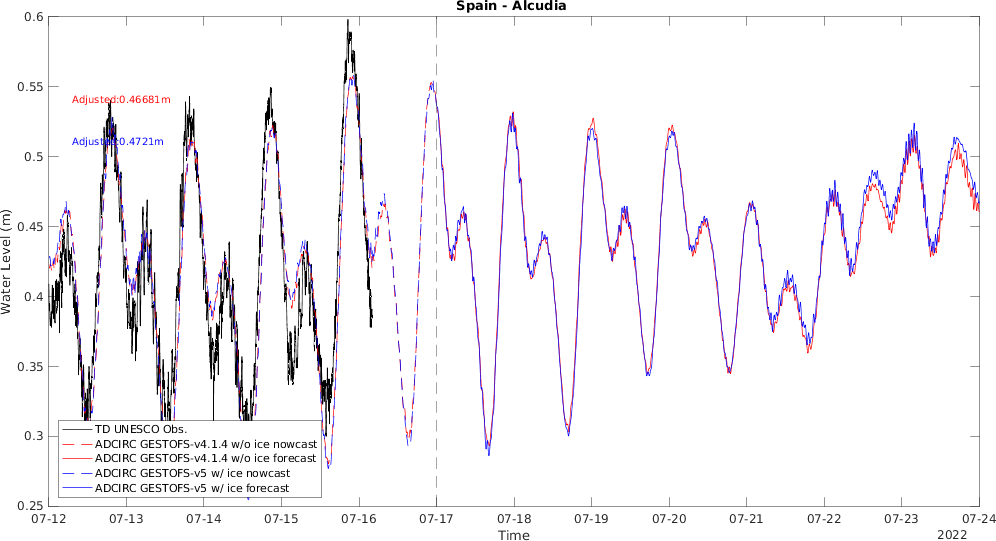 Spain - Alcudia
0.6
0.55
0.5
0.45
0.4
0.35
0.3
0.25
Water Level (m)
Adjusted:0.46681m
Adjusted:0.4721m
TD UNESCO Obs.
ADCIRC GESTOFS-v4.1.4 w/o ice nowcast
ADCIRC GESTOFS-v4.1.4 w/o ice forecast
ADCIRC GESTOFS-v5 w/ ice nowcast
ADCIRC GESTOFS-v5 w/ ice forecast
07-12 07-13 07-14 07-15 07-16 07-17 07-18 07-19 07-20 07-21 07-22 07-23 07-24
Time
2022